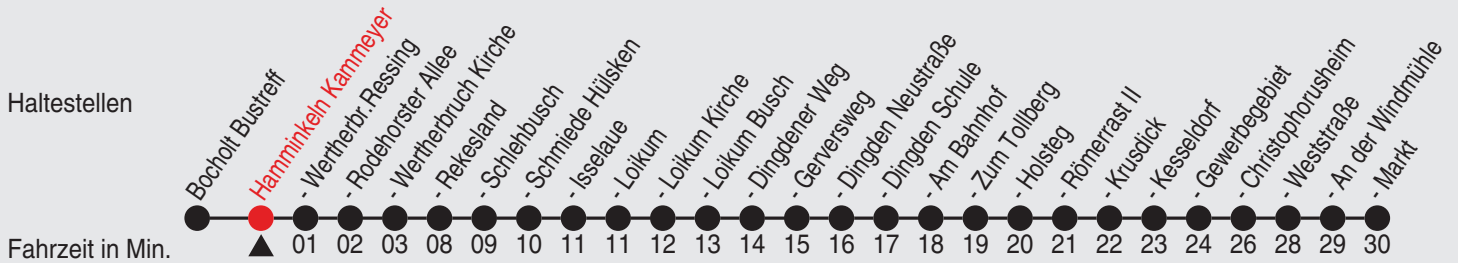 Haltestellen
Bocholt Bustreff
Hamminkeln Kammeyer
- Wertherbr.Ressing
- Rodehorster Allee
- Wertherbruch Kirche
- Rekesland
- Schlehbusch
- Schmiede Hülsken
- Isselaue
- Loikum
- Loikum Kirche
- Loikum Busch
- Dingdener Weg
- Gerversweg
- Dingden Neustraße
- Dingden Schule
- Am Bahnhof
- Zum Tollberg
- Holsteg
- Römerrast II
- Krusdick
- Kesseldorf
- Gewerbegebiet
- Christophorusheim
- Weststraße
- An der Windmühle
- Markt
Fahrzeit in Min. 01 02 03 08 09 10 11 11 12 13 14 15 16 17 18 19 20 21 22 23 24 26 28 29 30